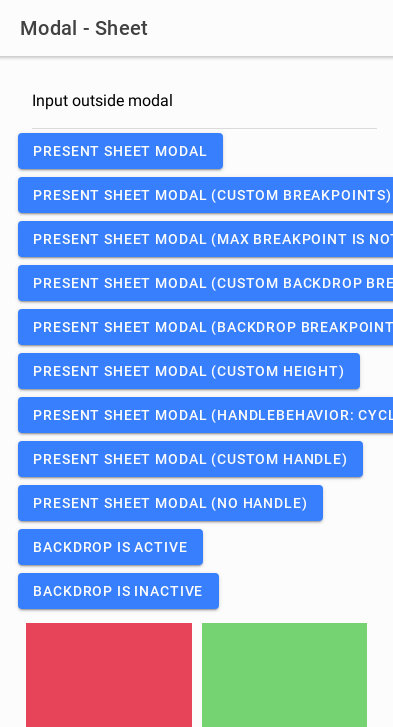 Modal - Sheet
Input outside modal
PRESENT SHEET MODAL
PRESENT SHEET MODAL (CUSTOM BREAKPOINTS)
PRESENT SHEET MODAL (MAX BREAKPOINT IS NOT
PRESENT SHEET MODAL (CUSTOM BACKDROP BRE
PRESENT SHEET MODAL (BACKDROP BREAKPOINT
PRESENT SHEET MODAL (CUSTOM HEIGHT)
PRESENT SHEET MODAL (HANDLEBEHAVIOR: CYCL
PRESENT SHEET MODAL (CUSTOM HANDLE)
PRESENT SHEET MODAL (NO HANDLE)
BACKDROP IS ACTIVE
BACKDROP IS INACTIVE